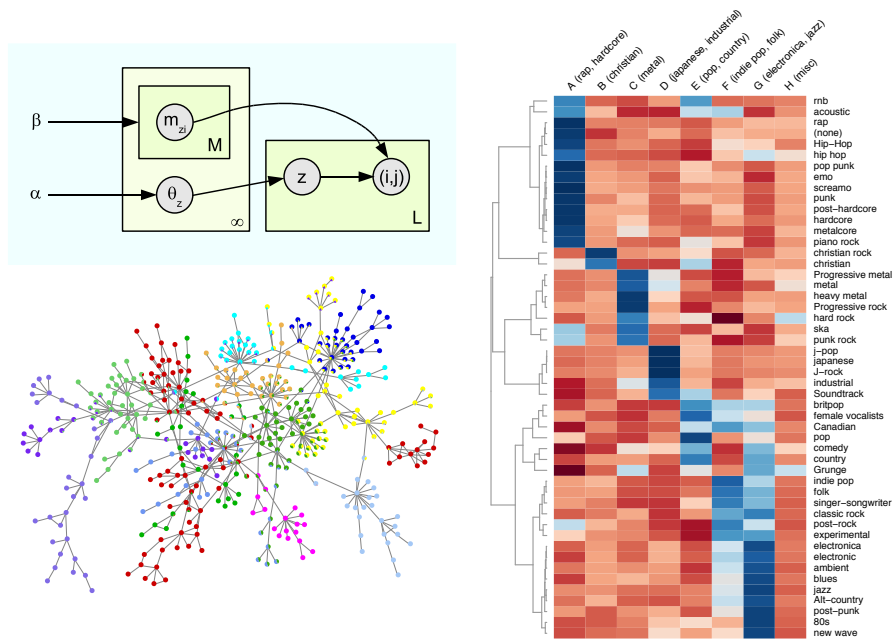 β
α
m
zi
M
θ
z
∞
z
(i,j)
L
A (rap, hardcore)
B (christian)
C (metal)
D (japanese, industrial)
E (pop, country)
F (indie pop, folk)
G (electronica, jazz)
H (misc)
rnb
acoustic
rap
(none)
Hip−Hop
hip hop
pop punk
emo
screamo
punk
post−hardcore
hardcore
metalcore
piano rock
christian rock
christian
Progressive metal
metal
heavy metal
Progressive rock
hard rock
ska
punk rock
j−pop
japanese
J−rock
industrial
Soundtrack
britpop
female vocalists
Canadian
pop
comedy
country
Grunge
indie pop
folk
singer−songwriter
classic rock
post−rock
experimental
electronica
electronic
ambient
blues
jazz
Alt−country
post−punk
80s
new wave